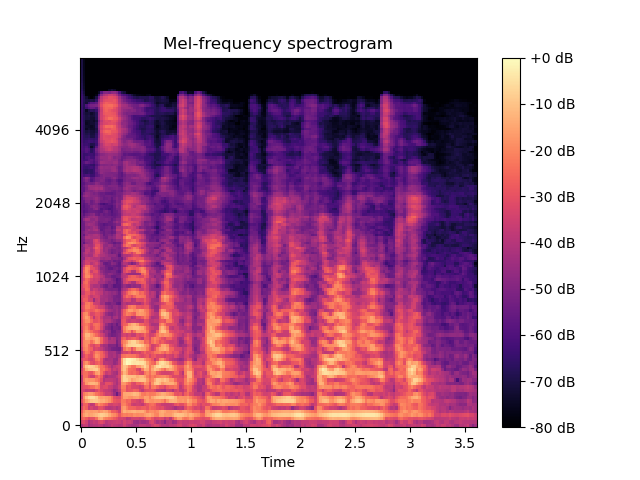 Mel-frequency spectrogram
+0 dB
4096
-10 dB
-20 dB
2048
-30 dB
Hz
1024
-40 dB
-50 dB
512
-60 dB
-70 dB
0
-80 dB
0 0.5 1 1.5 2 2.5 3 3.5
Time